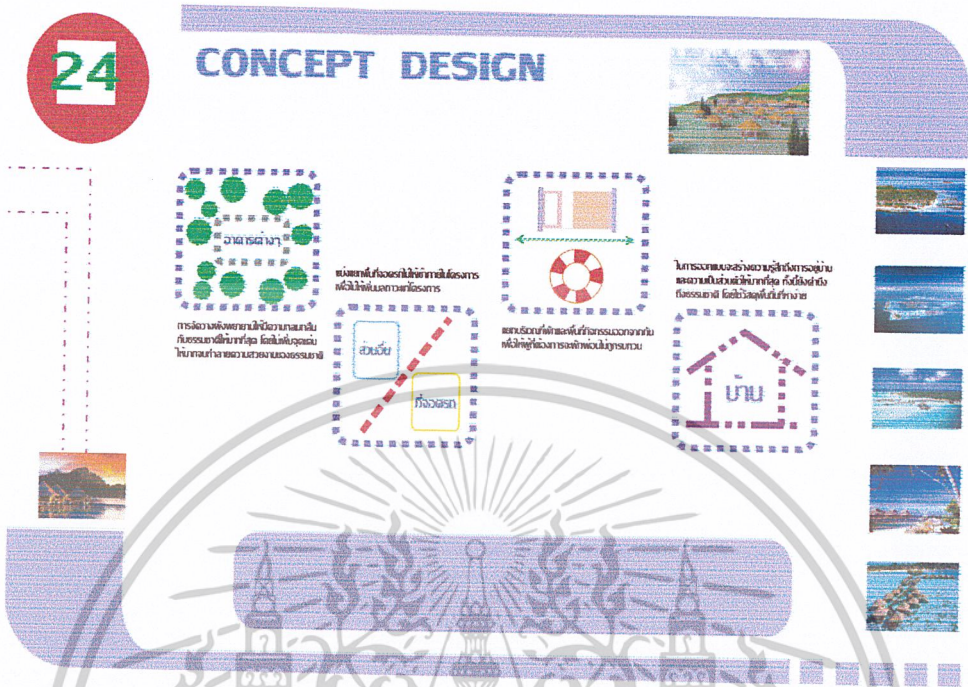 24
CONCEPT DESIGN
อาคารต่างๆ
การจัดวางผังพยายามให้มีความกลมกลืน
กับธรรมชาติให้มากที่สุด โดยไม่เพิ่มจุดเด่น
ให้มากจนทำลายความสวยงามของธรรมชาติ
แบ่งแยกพื้นที่จอดรถไม่ให้เข้าภายในโครงการ
เพื่อไม่ให้เพิ่มมลภาวะแก่โครงการ
ส่วนอื่น
ที่จอดรถ
แยกบริเวณที่พักและพื้นที่กิจกรรมออกจากกัน
เพื่อให้ผู้ที่ต้องการจะพักผ่อนไม่ถูกรบกวน
ในการออกแบบจะสร้างความรู้สึกถึงการอยู่บ้าน
และความเป็นส่วนตัวให้มากที่สุด ทั้งนี้ยังคำนึง
ถึงธรรมชาติ โดยใช้วัสดุพื้นถิ่นที่หาง่าย
บ้าน